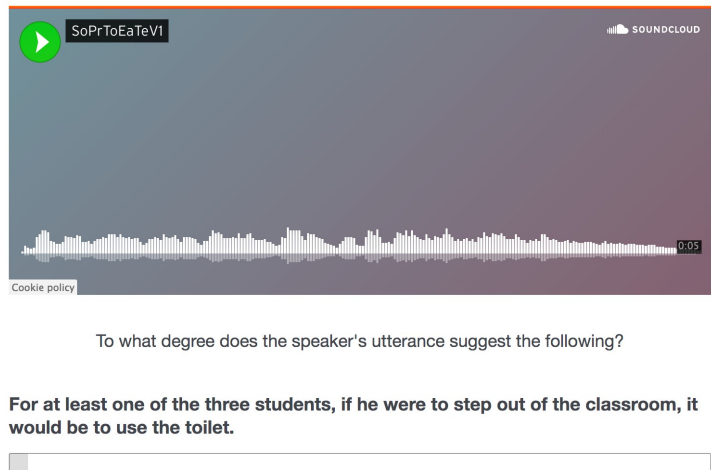 SoPrToEaTeV1
SOUNDCLOUD
0:05
Cookie policy
To what degree does the speaker's utterance suggest the following?
For at least one of the three students, if he were to step out of the classroom, it
would be to use the toilet.